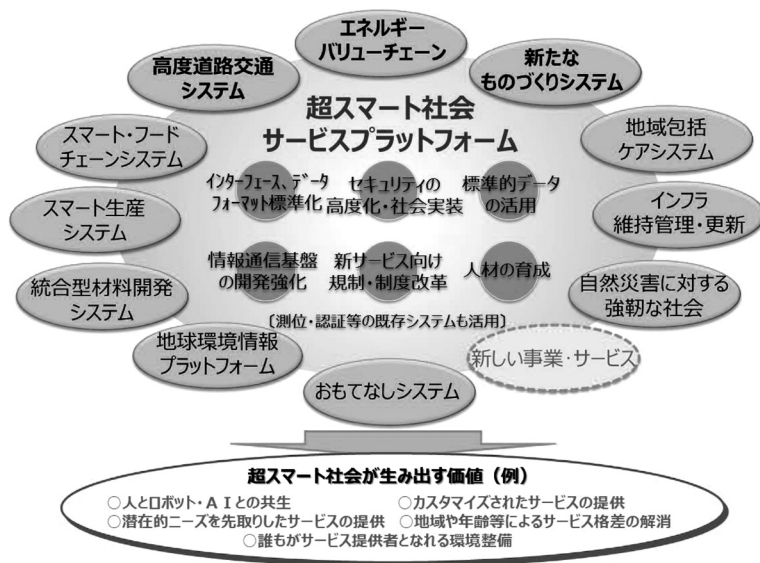 エネルギー
バリューチェーン
高度道路交通
システム
新たな
ものづくりシステム
超スマート社会
サービスプラットフォーム
スマート・フード
チェーンシステム
地域包括
ケアシステム
インターフェース、データ
フォーマット標準化
セキュリティの
高度化・社会実装
標準的データ
の活用
スマート生産
システム
インフラ
維持管理・更新
情報通信基盤
の開発強化
新サービス向け
規制・制度改革
人材の育成
統合型材料開発
システム
自然災害に対する
強靭な社会
〔測位・認証等の既存システムも活用〕
地球環境情報
プラットフォーム
新しい事業・サービス
おもてなしシステム
超スマート社会が生み出す価値（例）
○人とロボット・ＡＩとの共生
○カスタマイズされたサービスの提供
○潜在的ニーズを先取りしたサービスの提供
○地域や年齢等によるサービス格差の解消
○誰もがサービス提供者となれる環境整備